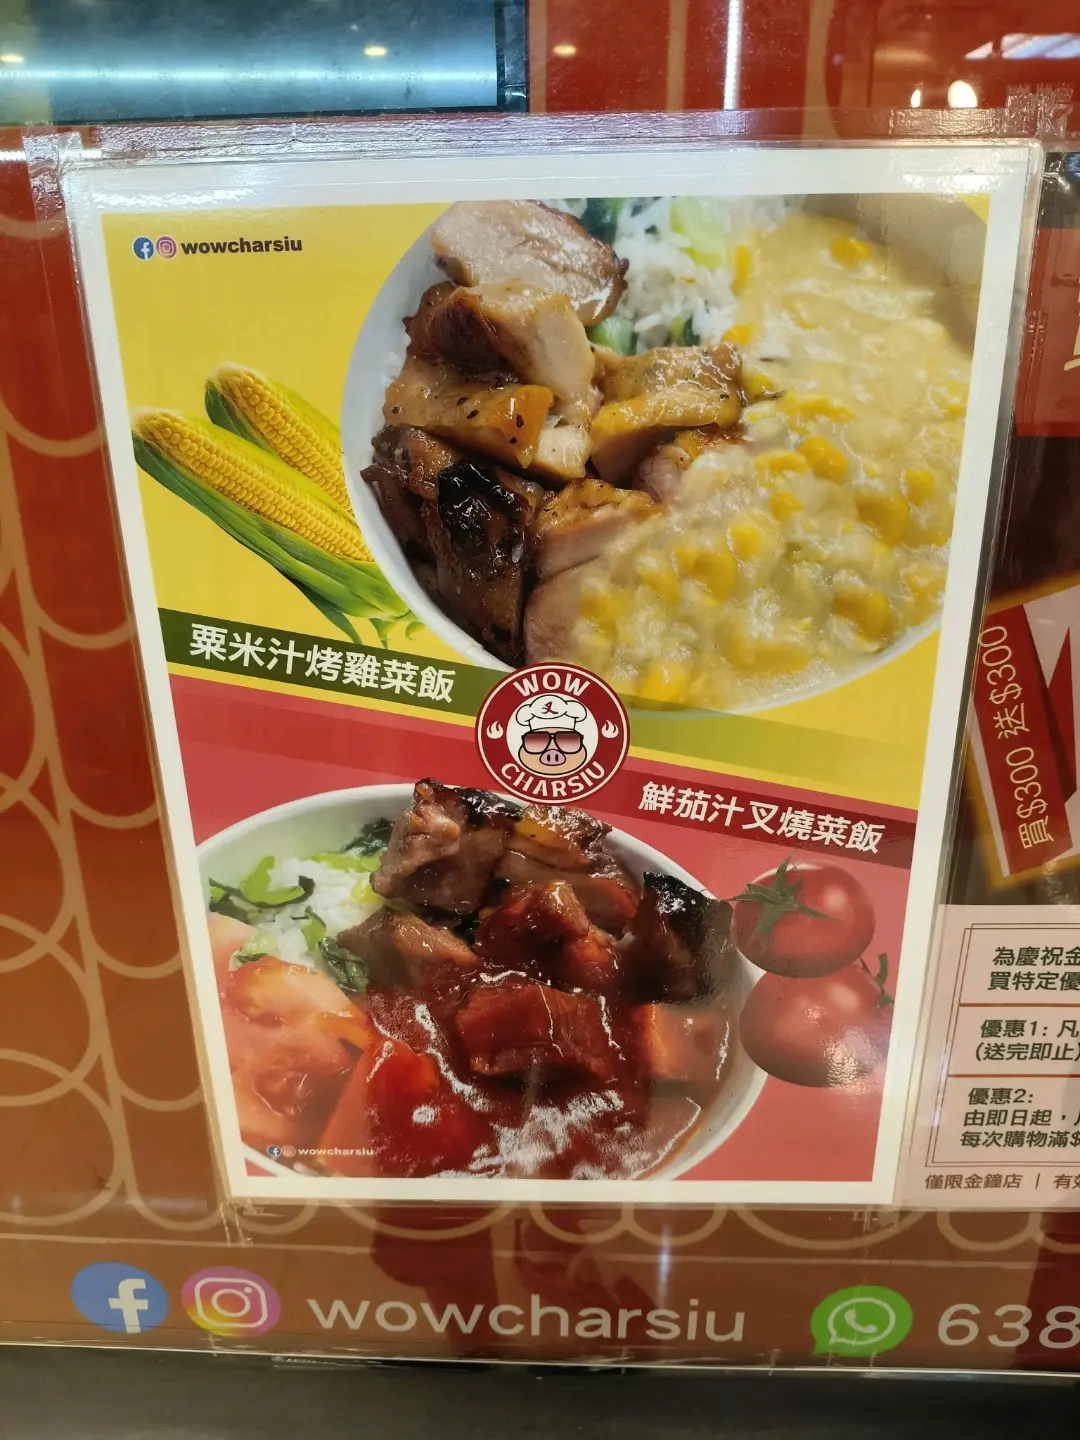 wowcharsiu
粟米汁烤雞菜飯
WOW
叉
CHARSIU
鮮茄汁叉燒菜飯
wowcharsiu
買$300 送$300
為慶祝金
買特定優
優惠1: 凡
(送完即止)
優惠2:
由即日起，
每次購物滿$
僅限金鐘店 | 有
wowcharsiu
638